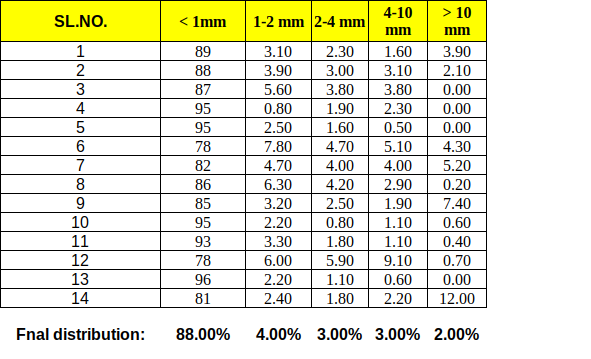 SL.NO. < 1mm 1-2 mm 2-4 mm 4-10 mm > 10 mm
1 89 3.10 2.30 1.60 3.90
2 88 3.90 3.00 3.10 2.10
3 87 5.60 3.80 3.80 0.00
4 95 0.80 1.90 2.30 0.00
5 95 2.50 1.60 0.50 0.00
6 78 7.80 4.70 5.10 4.30
7 82 4.70 4.00 4.00 5.20
8 86 6.30 4.20 2.90 0.20
9 85 3.20 2.50 1.90 7.40
10 95 2.20 0.80 1.10 0.60
11 93 3.30 1.80 1.10 0.40
12 78 6.00 5.90 9.10 0.70
13 96 2.20 1.10 0.60 0.00
14 81 2.40 1.80 2.20 12.00
Fnal distribution: 88.00% 4.00% 3.00% 3.00% 2.00%